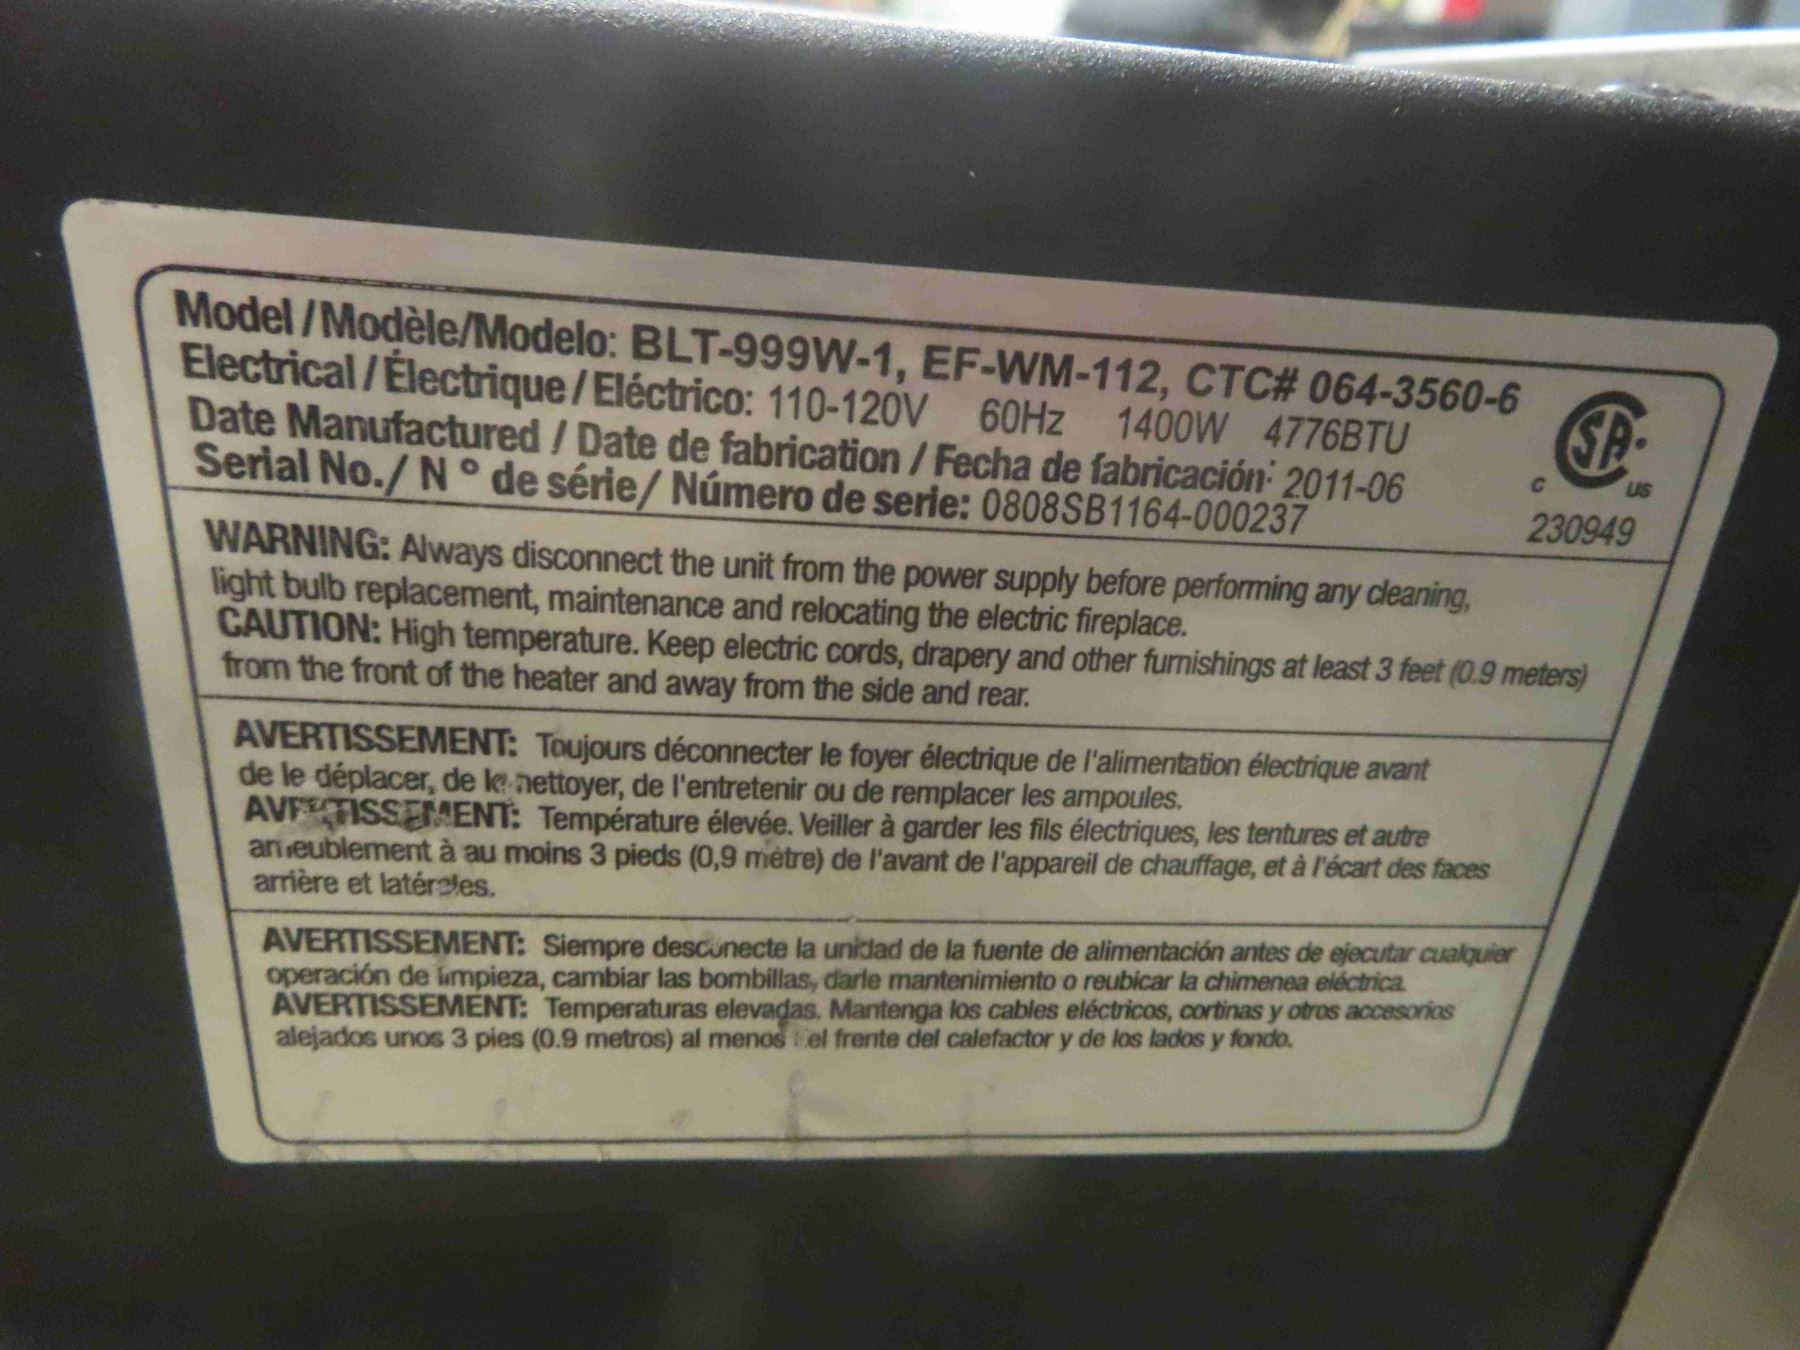 Model / Modèle/Modelo: BLT-999W-1, EF-WM-112, CTC# 064-3560-6
Electrical / Électrique / Eléctrico: 110-120V 60Hz 1400W 4776BTU
Date Manufactured / Date de fabrication / Fecha de fabricación: 2011-06
Serial No./ N ° de série/ Número de serie: 0808SB1164-000237
SA
C US
230949
WARNING: Always disconnect the unit from the power supply before performing any cleaning,
light bulb replacement, maintenance and relocating the electric fireplace.
CAUTION: High temperature. Keep electric cords, drapery and other furnishings at least 3 feet (0.9 meters)
from the front of the heater and away from the side and rear.
AVERTISSEMENT: Toujours déconnecter le foyer électrique de l'alimentation électrique avant
de le déplacer, de le nettoyer, de l'entretenir ou de remplacer les ampoules.
AVERTISSEMENT: Température élevée. Veiller à garder les fils électriques, les tentures et autre
ameublement à au moins 3 pieds (0,9 mètre) de l'avant de l'appareil de chauffage, et à l'écart des faces
arrière et latérales.
AVERTISSEMENT: Siempre desconecte la unidad de la fuente de alimentación antes de ejecutar cualquier
operación de limpieza, cambiar las bombillas, darle mantenimiento o reubicar la chimenea eléctrica.
AVERTISSEMENT: Temperaturas elevadas. Mantenga los cables eléctricos, cortinas y otros accesorios
alejados unos 3 pies (0.9 metros) al menos el frente del calefactor y de los lados y fondo.